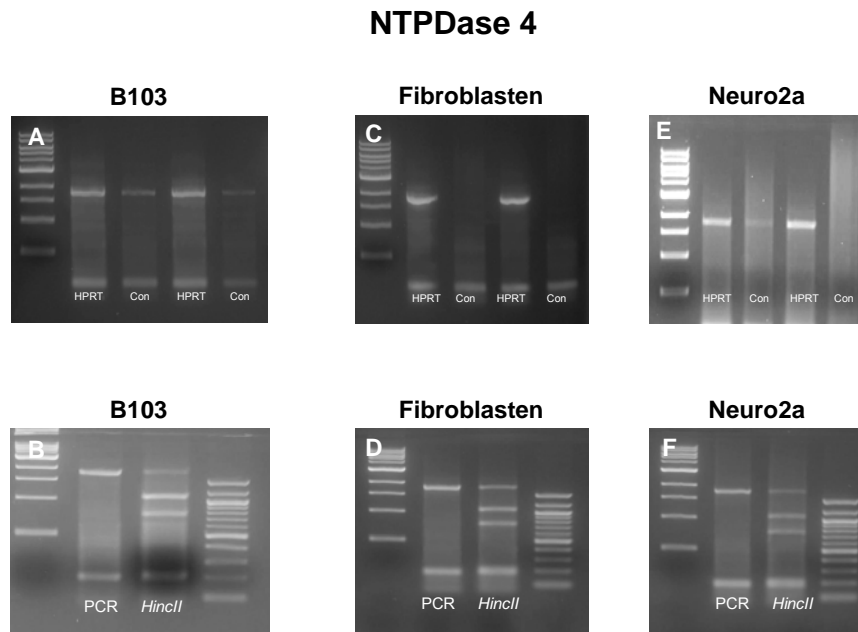 NTPDase 4
B103
Fibroblasten
Neuro2a
A
C
E
HPRT Con HPRT Con
HPRT Con HPRT Con
HPRT Con HPRT Con
B103
Fibroblasten
Neuro2a
B
D
F
PCR HincII
PCR HincII
PCR HincII